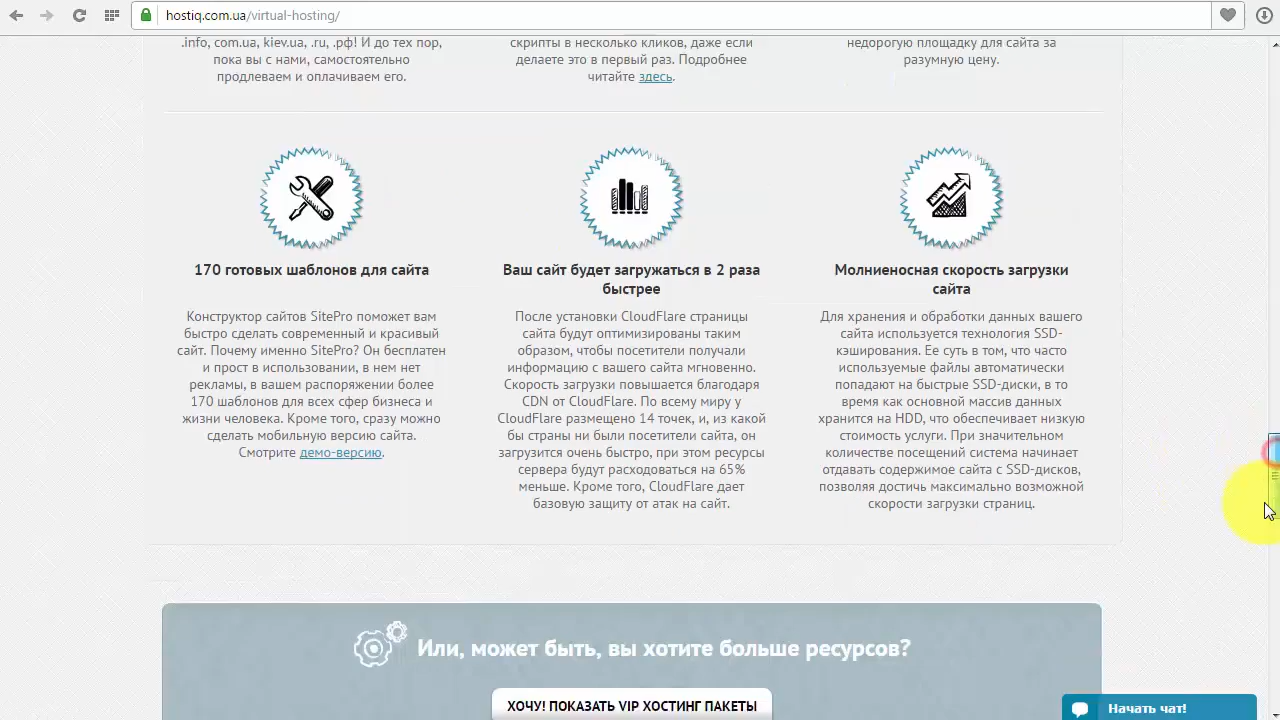 hostiq.com.ua/virtual-hosting/
.info, com.ua, kiev.ua, .ru, .рф! И до тех пор,
пока вы с нами, самостоятельно
продлеваем и оплачиваем его.
скрипты в несколько кликов, даже если
делаете это в первый раз. Подробнее
читайте здесь.
недорогую площадку для сайта за
разумную цену.
170 готовых шаблонов для сайта
Конструктор сайтов SitePro поможет вам
быстро сделать современный и красивый
сайт. Почему именно SitePro? Он бесплатен
и прост в использовании, в нем нет
рекламы, в вашем распоряжении более
170 шаблонов для всех сфер бизнеса и
жизни человека. Кроме того, сразу можно
сделать мобильную версию сайта.
Смотрите демо-версию.
Ваш сайт будет загружаться в 2 раза
быстрее
После установки CloudFlare страницы
сайта будут оптимизированы таким
образом, чтобы посетители получали
информацию с вашего сайта мгновенно.
Скорость загрузки повышается благодаря
CDN от CloudFlare. По всему миру у
CloudFlare размещено 14 точек, и, из какой
бы страны ни были посетители сайта, он
загрузится очень быстро, при этом ресурсы
сервера будут расходоваться на 65%
меньше. Кроме того, CloudFlare дает
базовую защиту от атак на сайт.
Молниеносная скорость загрузки
сайта
Для хранения и обработки данных вашего
сайта используется технология SSD-
кэширования. Ее суть в том, что часто
используемые файлы автоматически
попадают на быстрые SSD-диски, в то
время как основной массив данных
хранится на HDD, что обеспечивает низкую
стоимость услуги. При значительном
количестве посещений система начинает
отдавать содержимое сайта с SSD-дисков,
позволяя достичь максимально возможной
скорости загрузки страниц.
Или, может быть, вы хотите больше ресурсов?
ХОЧУ! ПОКАЗАТЬ VIP ХОСТИНГ ПАКЕТЫ
Начать чат!